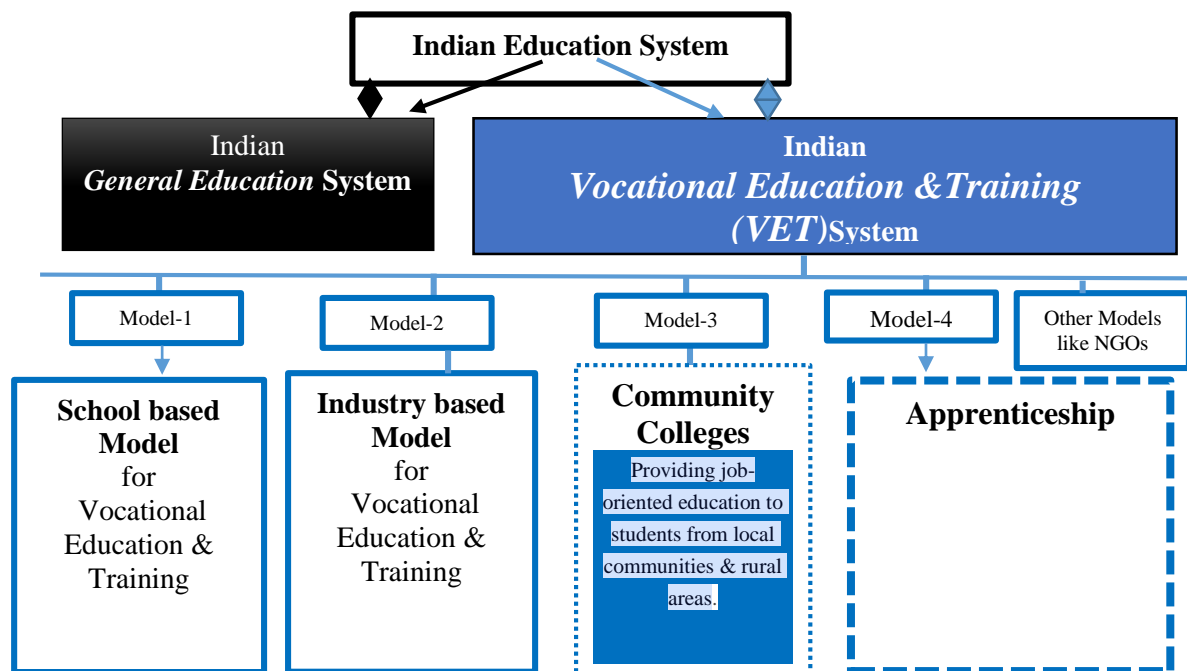 Indian Education System
Indian
General Education System
Indian
Vocational Education &Training
(VET)System
Model-1
Model-2
Model-3
Model-4
Other Models
like NGOs
School based
Model
for
Vocational
Education &
Training
Industry based
Model
for
Vocational
Education &
Training
Community
Colleges
Providing job-
oriented education to
students from local
communities & rural
areas.
Apprenticeship